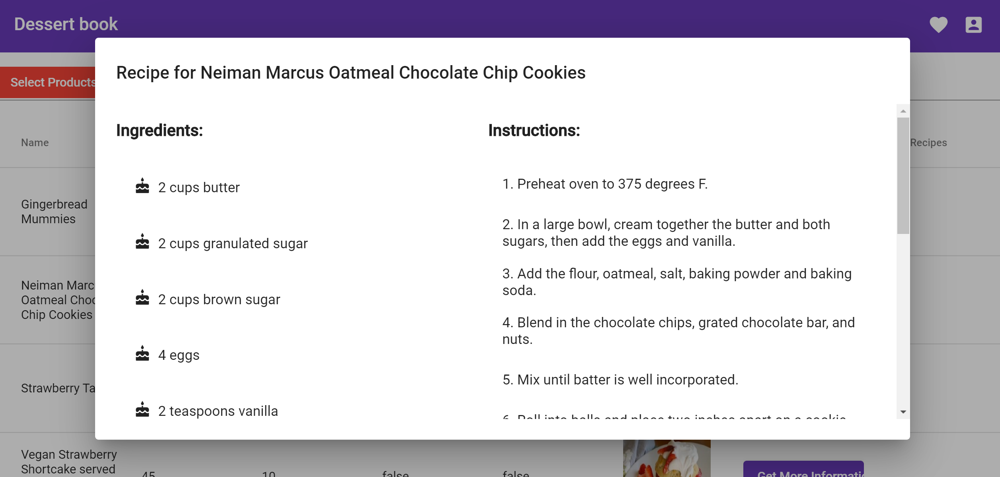 Dessert book
Select Products
Recipe for Neiman Marcus Oatmeal Chocolate Chip Cookies
Ingredients:
2 cups butter
2 cups granulated sugar
2 cups brown sugar
4 eggs
2 teaspoons vanilla
Instructions:
1. Preheat oven to 375 degrees F.
2. In a large bowl, cream together the butter and both
sugars, then add the eggs and vanilla.
3. Add the flour, oatmeal, salt, baking powder and baking
soda.
4. Blend in the chocolate chips, grated chocolate bar, and
nuts.
5. Mix until batter is well incorporated.
6. Roll into balls and place two inches apart on a cookie
Name
Recipes
Gingerbread
Mummies
Neiman Marc
Oatmeal Choc
Chip Cookies
Strawberry Ta
Vegan Strawberry
Shortcake served
45
10
false
false
Get More Informati